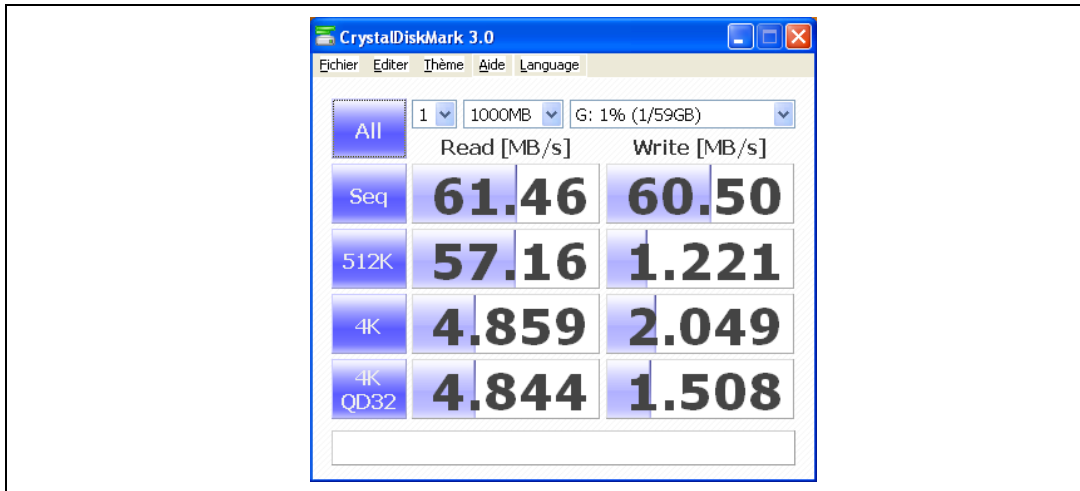 CrystalDiskMark 3.0
Fichier Editer Thème Aide Language
All 1 1000MB G: 1% (1/59GB)
Read [MB/s] Write [MB/s]
Seq 61.46 60.50
512K 57.16 1.221
4K 4.859 2.049
4K QD32 4.844 1.508